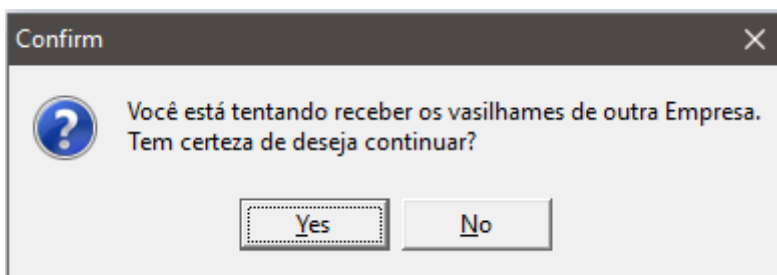 Confirm
Você está tentando receber os vasilhames de outra Empresa.
Tem certeza de deseja continuar?
Yes
No